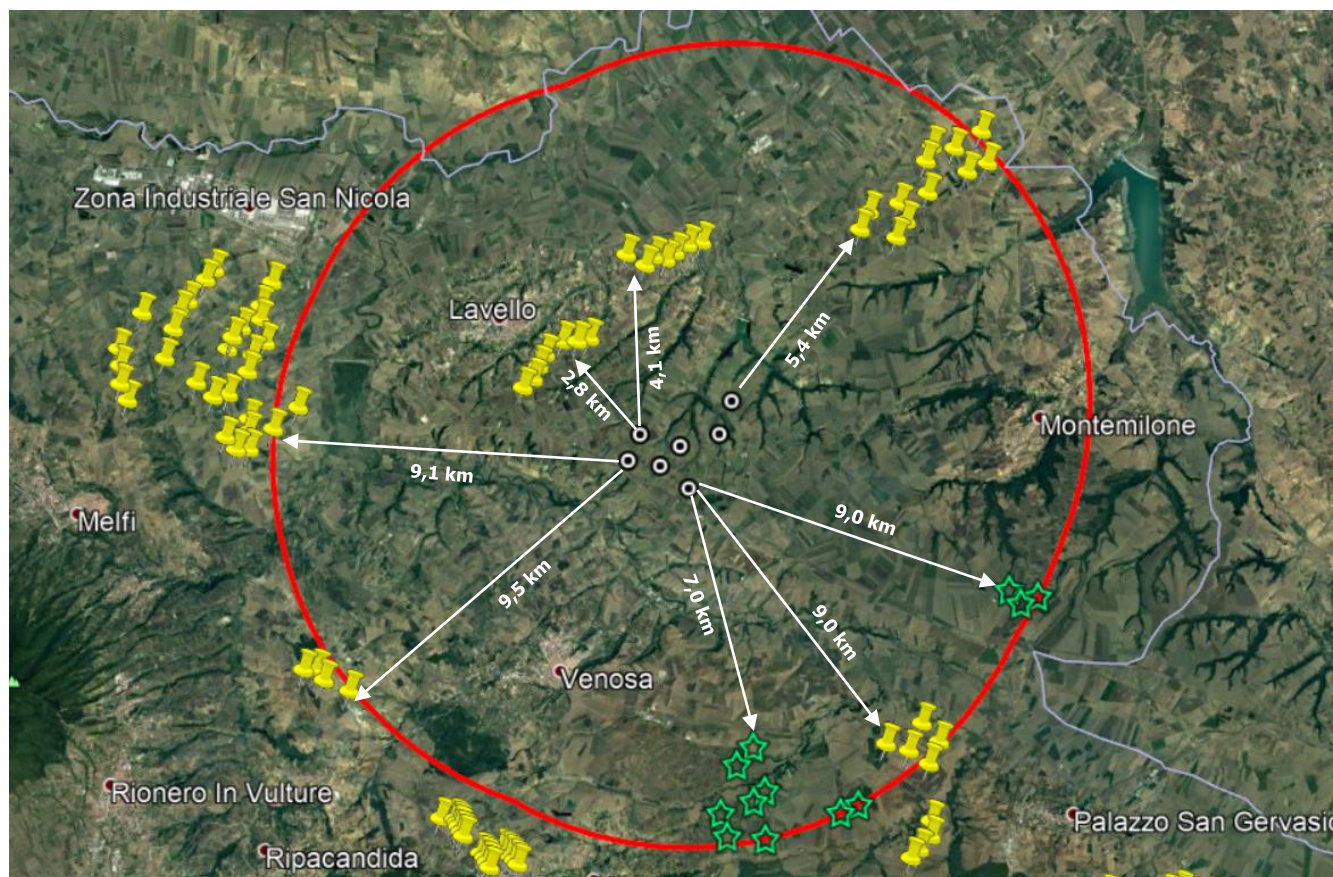 Zona Industriale San Nicola
Lavello
4,1 km
5,4 km
2,8 km
Montemilone
9,1 km
Melfi
9,0 km
9,5 km
7,0 km
9,0 km
Venosa
Rionero In Vulture
Palazzo San Gervasio
Ripacandida